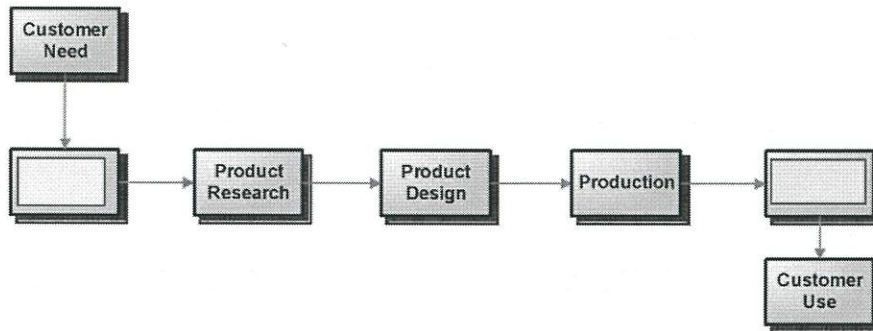 Customer
Need
Product
Research
Product
Design
Production
Customer
Use